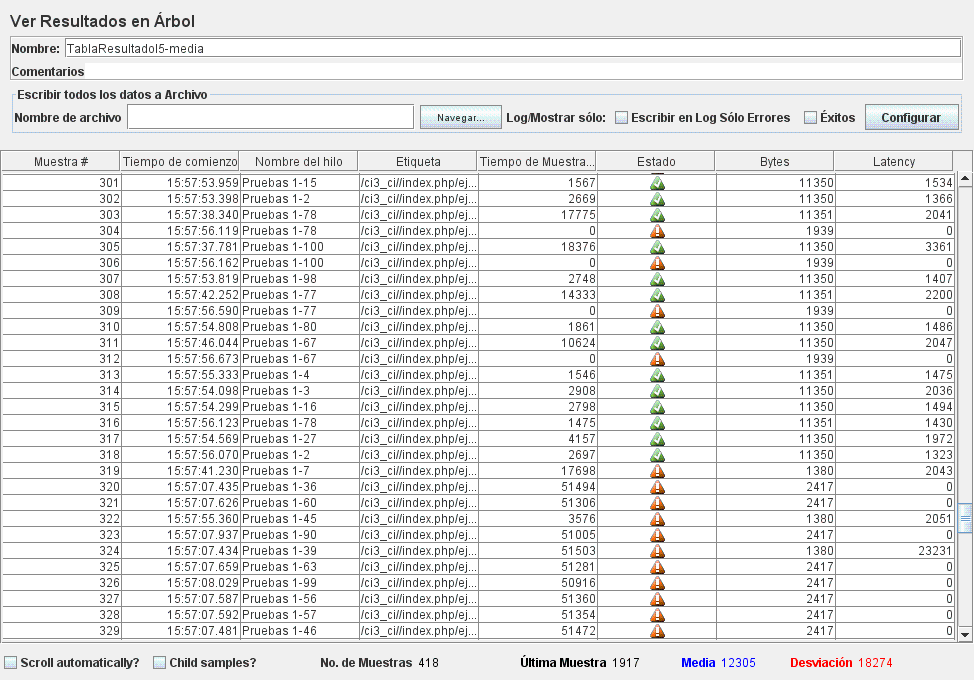 Ver Resultados en Árbol
Nombre: TablaResultadol5-media
Comentarios
Escribir todos los datos a Archivo
Nombre de archivo Navegar... Log/Mostrar sólo: Escribir en Log Sólo Errores Éxitos Configurar
Muestra # Tiempo de comienzo Nombre del hilo Etiqueta Tiempo de Muestra... Estado Bytes Latency
301 15:57:53.959 Pruebas 1-15 /ci3_ci//index.php/ej... 1567 11350 1534
302 15:57:53.398 Pruebas 1-2 /ci3_ci//index.php/ej... 2669 11350 1366
303 15:57:38.340 Pruebas 1-78 /ci3_ci//index.php/ej... 17775 11351 2041
304 15:57:56.119 Pruebas 1-78 /ci3_ci//index.php/ej... 0 1939 0
305 15:57:37.781 Pruebas 1-100 /ci3_ci//index.php/ej... 18376 11350 3361
306 15:57:56.162 Pruebas 1-100 /ci3_ci//index.php/ej... 0 1939 0
307 15:57:53.819 Pruebas 1-98 /ci3_ci//index.php/ej... 2748 11350 1407
308 15:57:42.252 Pruebas 1-77 /ci3_ci//index.php/ej... 14333 11351 2200
309 15:57:56.590 Pruebas 1-77 /ci3_ci//index.php/ej... 0 1939 0
310 15:57:54.808 Pruebas 1-80 /ci3_ci//index.php/ej... 1861 11350 1486
311 15:57:46.044 Pruebas 1-67 /ci3_ci//index.php/ej... 10624 11350 2047
312 15:57:56.673 Pruebas 1-67 /ci3_ci//index.php/ej... 0 1939 0
313 15:57:55.333 Pruebas 1-4 /ci3_ci//index.php/ej... 1546 11351 1475
314 15:57:54.098 Pruebas 1-3 /ci3_ci//index.php/ej... 2908 11350 2036
315 15:57:54.299 Pruebas 1-16 /ci3_ci//index.php/ej... 2798 11350 1494
316 15:57:56.123 Pruebas 1-78 /ci3_ci//index.php/ej... 1475 11351 1430
317 15:57:54.569 Pruebas 1-27 /ci3_ci//index.php/ej... 4157 11350 1972
318 15:57:56.070 Pruebas 1-2 /ci3_ci//index.php/ej... 2697 11350 1323
319 15:57:41.230 Pruebas 1-7 /ci3_ci//index.php/ej... 17698 1380 2043
320 15:57:07.435 Pruebas 1-36 /ci3_ci//index.php/ej... 51494 2417 0
321 15:57:07.626 Pruebas 1-60 /ci3_ci//index.php/ej... 51306 2417 0
322 15:57:55.360 Pruebas 1-45 /ci3_ci//index.php/ej... 3576 1380 2051
323 15:57:07.937 Pruebas 1-90 /ci3_ci//index.php/ej... 51005 2417 0
324 15:57:07.434 Pruebas 1-39 /ci3_ci//index.php/ej... 51503 1380 23231
325 15:57:07.659 Pruebas 1-63 /ci3_ci//index.php/ej... 51281 2417 0
326 15:57:08.029 Pruebas 1-99 /ci3_ci//index.php/ej... 50916 2417 0
327 15:57:07.587 Pruebas 1-56 /ci3_ci//index.php/ej... 51360 2417 0
328 15:57:07.592 Pruebas 1-57 /ci3_ci//index.php/ej... 51354 2417 0
329 15:57:07.481 Pruebas 1-46 /ci3_ci//index.php/ej... 51472 2417 0
Scroll automatically? Child samples? No. de Muestras 418 Última Muestra 1917 Media 12305 Desviación 18274